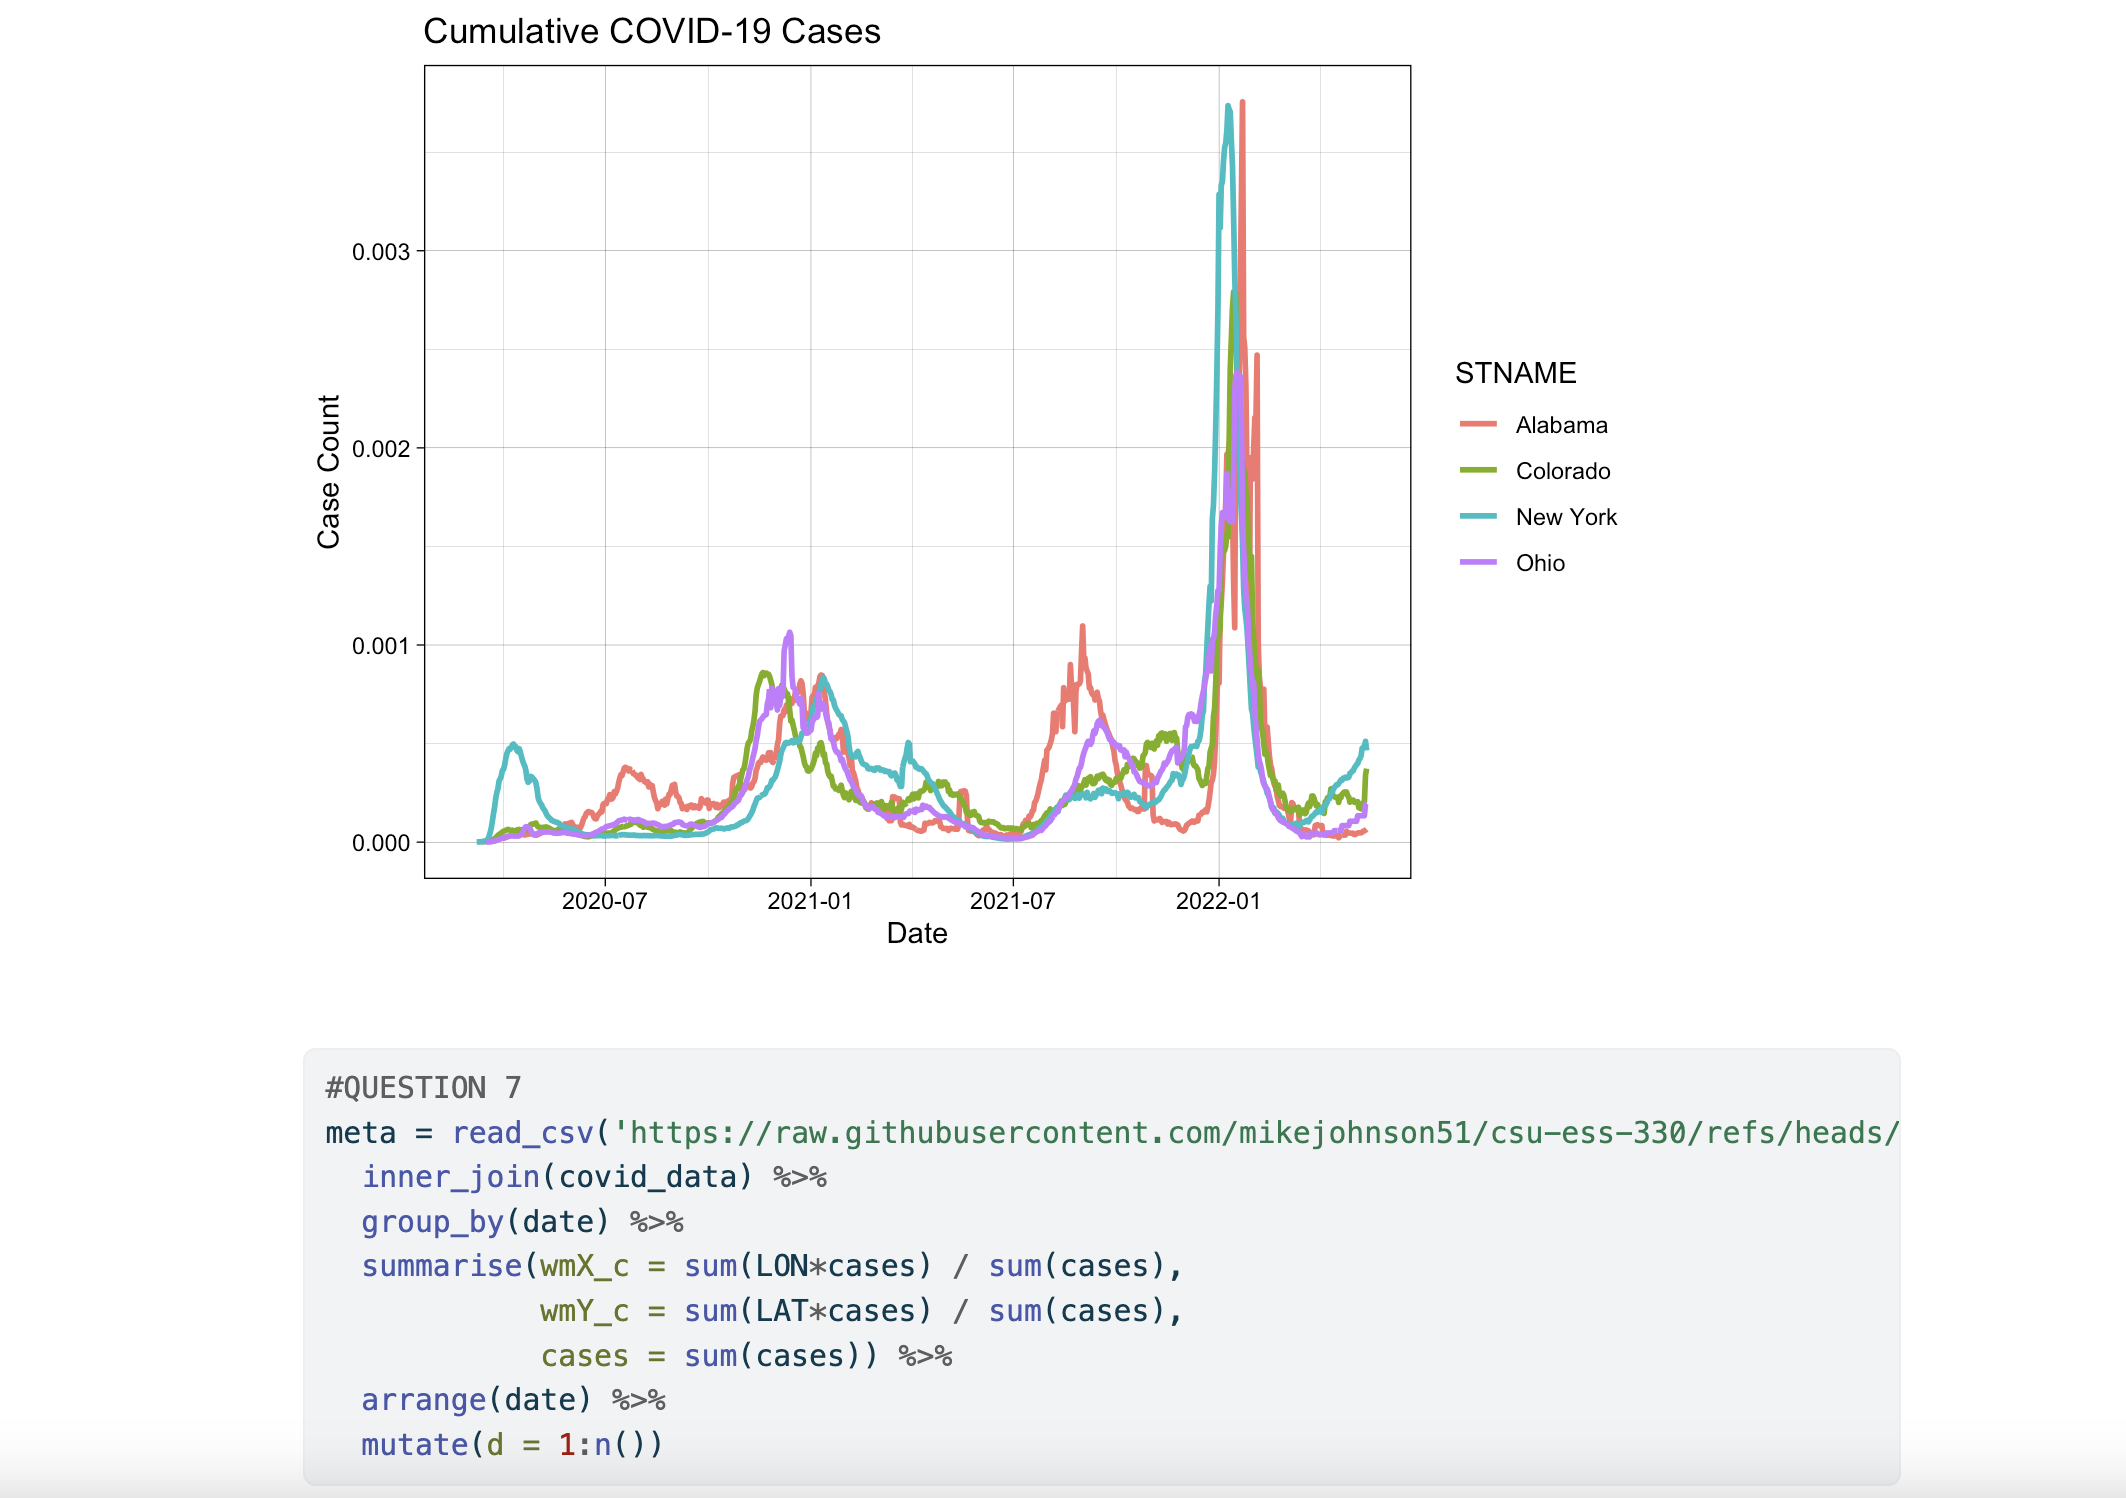 Cumulative COVID-19 Cases
0.003
0.002
0.001
0.000
Case Count
2020-07 2021-01 2021-07 2022-01
Date
STNAME
Alabama
Colorado
New York
Ohio
#QUESTION 7
meta = read_csv('https://raw.githubusercontent.com/mikejohnson51/csu-ess-330/refs/heads/
  inner_join(covid_data) %>%
  group_by(date) %>%
  summarise(wmX_c = sum(LON*cases) / sum(cases),
            wmY_c = sum(LAT*cases) / sum(cases),
            cases = sum(cases)) %>%
  arrange(date) %>%
  mutate(d = 1:n())